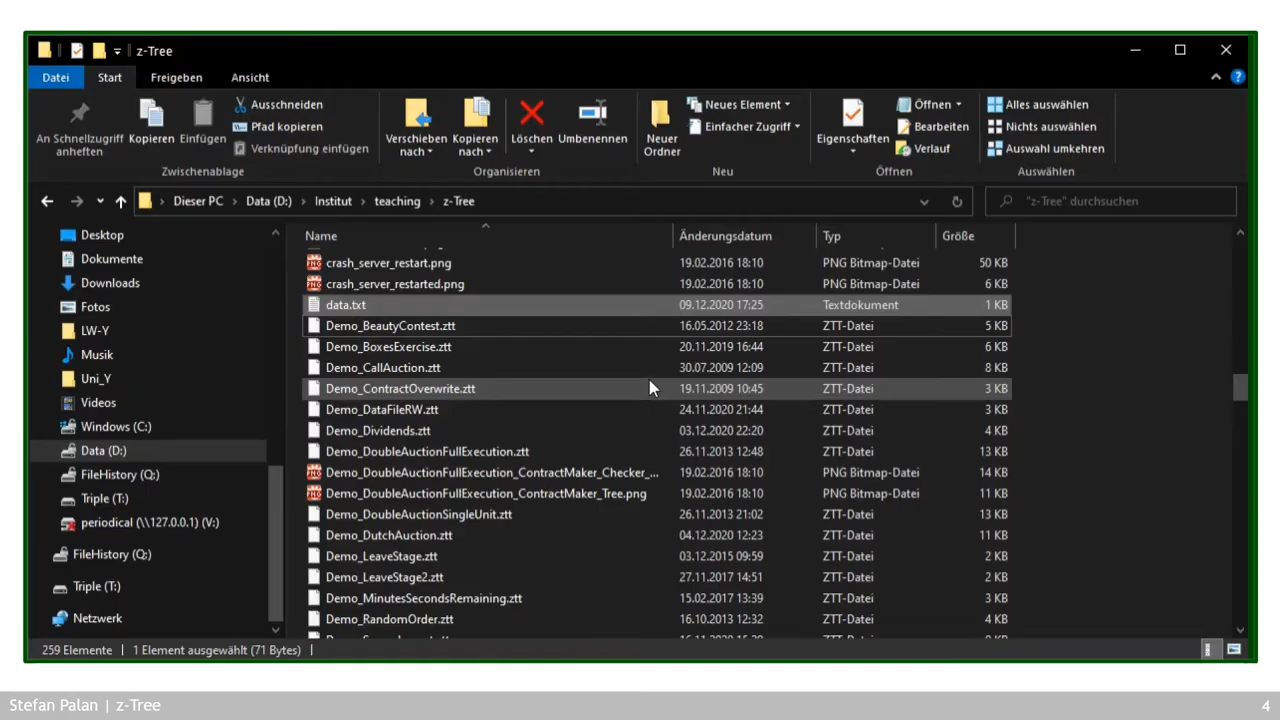 z-Tree
Datei Start Freigeben Ansicht
An Schnellzugriff anheften
Kopieren
Einfügen
Ausschneiden
Pfad kopieren
Verknüpfung einfügen
Zwischenablage
Verschieben nach
Kopieren nach
Löschen
Umbenennen
Organisieren
Neuer Ordner
Neues Element
Einfacher Zugriff
Neu
Eigenschaften
Öffnen
Bearbeiten
Verlauf
Öffnen
Alles auswählen
Nichts auswählen
Auswahl umkehren
Auswählen
Dieser PC > Data (D:) > Institut > teaching > z-Tree
"z-Tree" durchsuchen
Desktop
Dokumente
Downloads
Fotos
LW-Y
Musik
Uni_Y
Videos
Windows (C:)
Data (D:)
FileHistory (Q:)
Triple (T:)
periodical (\\127.0.0.1) (V:)
FileHistory (Q:)
Triple (T:)
Netzwerk
Name Änderungsdatum Typ Größe
crash_server_restart.png 19.02.2016 18:10 PNG Bitmap-Datei 50 KB
crash_server_restarted.png 19.02.2016 18:10 PNG Bitmap-Datei 6 KB
data.txt 09.12.2020 17:25 Textdokument 1 KB
Demo_BeautyContest.ztt 16.05.2012 23:18 ZTT-Datei 5 KB
Demo_BoxesExercise.ztt 20.11.2019 16:44 ZTT-Datei 6 KB
Demo_CallAuction.ztt 30.07.2009 12:09 ZTT-Datei 8 KB
Demo_ContractOverwrite.ztt 19.11.2009 10:45 ZTT-Datei 3 KB
Demo_DataFileRW.ztt 24.11.2020 21:44 ZTT-Datei 3 KB
Demo_Dividends.ztt 03.12.2020 22:20 ZTT-Datei 4 KB
Demo_DoubleAuctionFullExecution.ztt 26.11.2013 12:48 ZTT-Datei 13 KB
Demo_DoubleAuctionFullExecution_ContractMaker_Checker_... 19.02.2016 18:10 PNG Bitmap-Datei 14 KB
Demo_DoubleAuctionFullExecution_ContractMaker_Tree.png 19.02.2016 18:10 PNG Bitmap-Datei 11 KB
Demo_DoubleAuctionSingleUnit.ztt 26.11.2013 21:02 ZTT-Datei 13 KB
Demo_DutchAuction.ztt 04.12.2020 12:23 ZTT-Datei 11 KB
Demo_LeaveStage.ztt 03.12.2015 09:59 ZTT-Datei 2 KB
Demo_LeaveStage2.ztt 27.11.2017 14:51 ZTT-Datei 2 KB
Demo_MinutesSecondsRemaining.ztt 15.02.2017 13:39 ZTT-Datei 3 KB
Demo_RandomOrder.ztt 16.10.2013 12:32 ZTT-Datei 4 KB
259 Elemente 1 Element ausgewählt (71 Bytes)
Stefan Palan | z-Tree
4